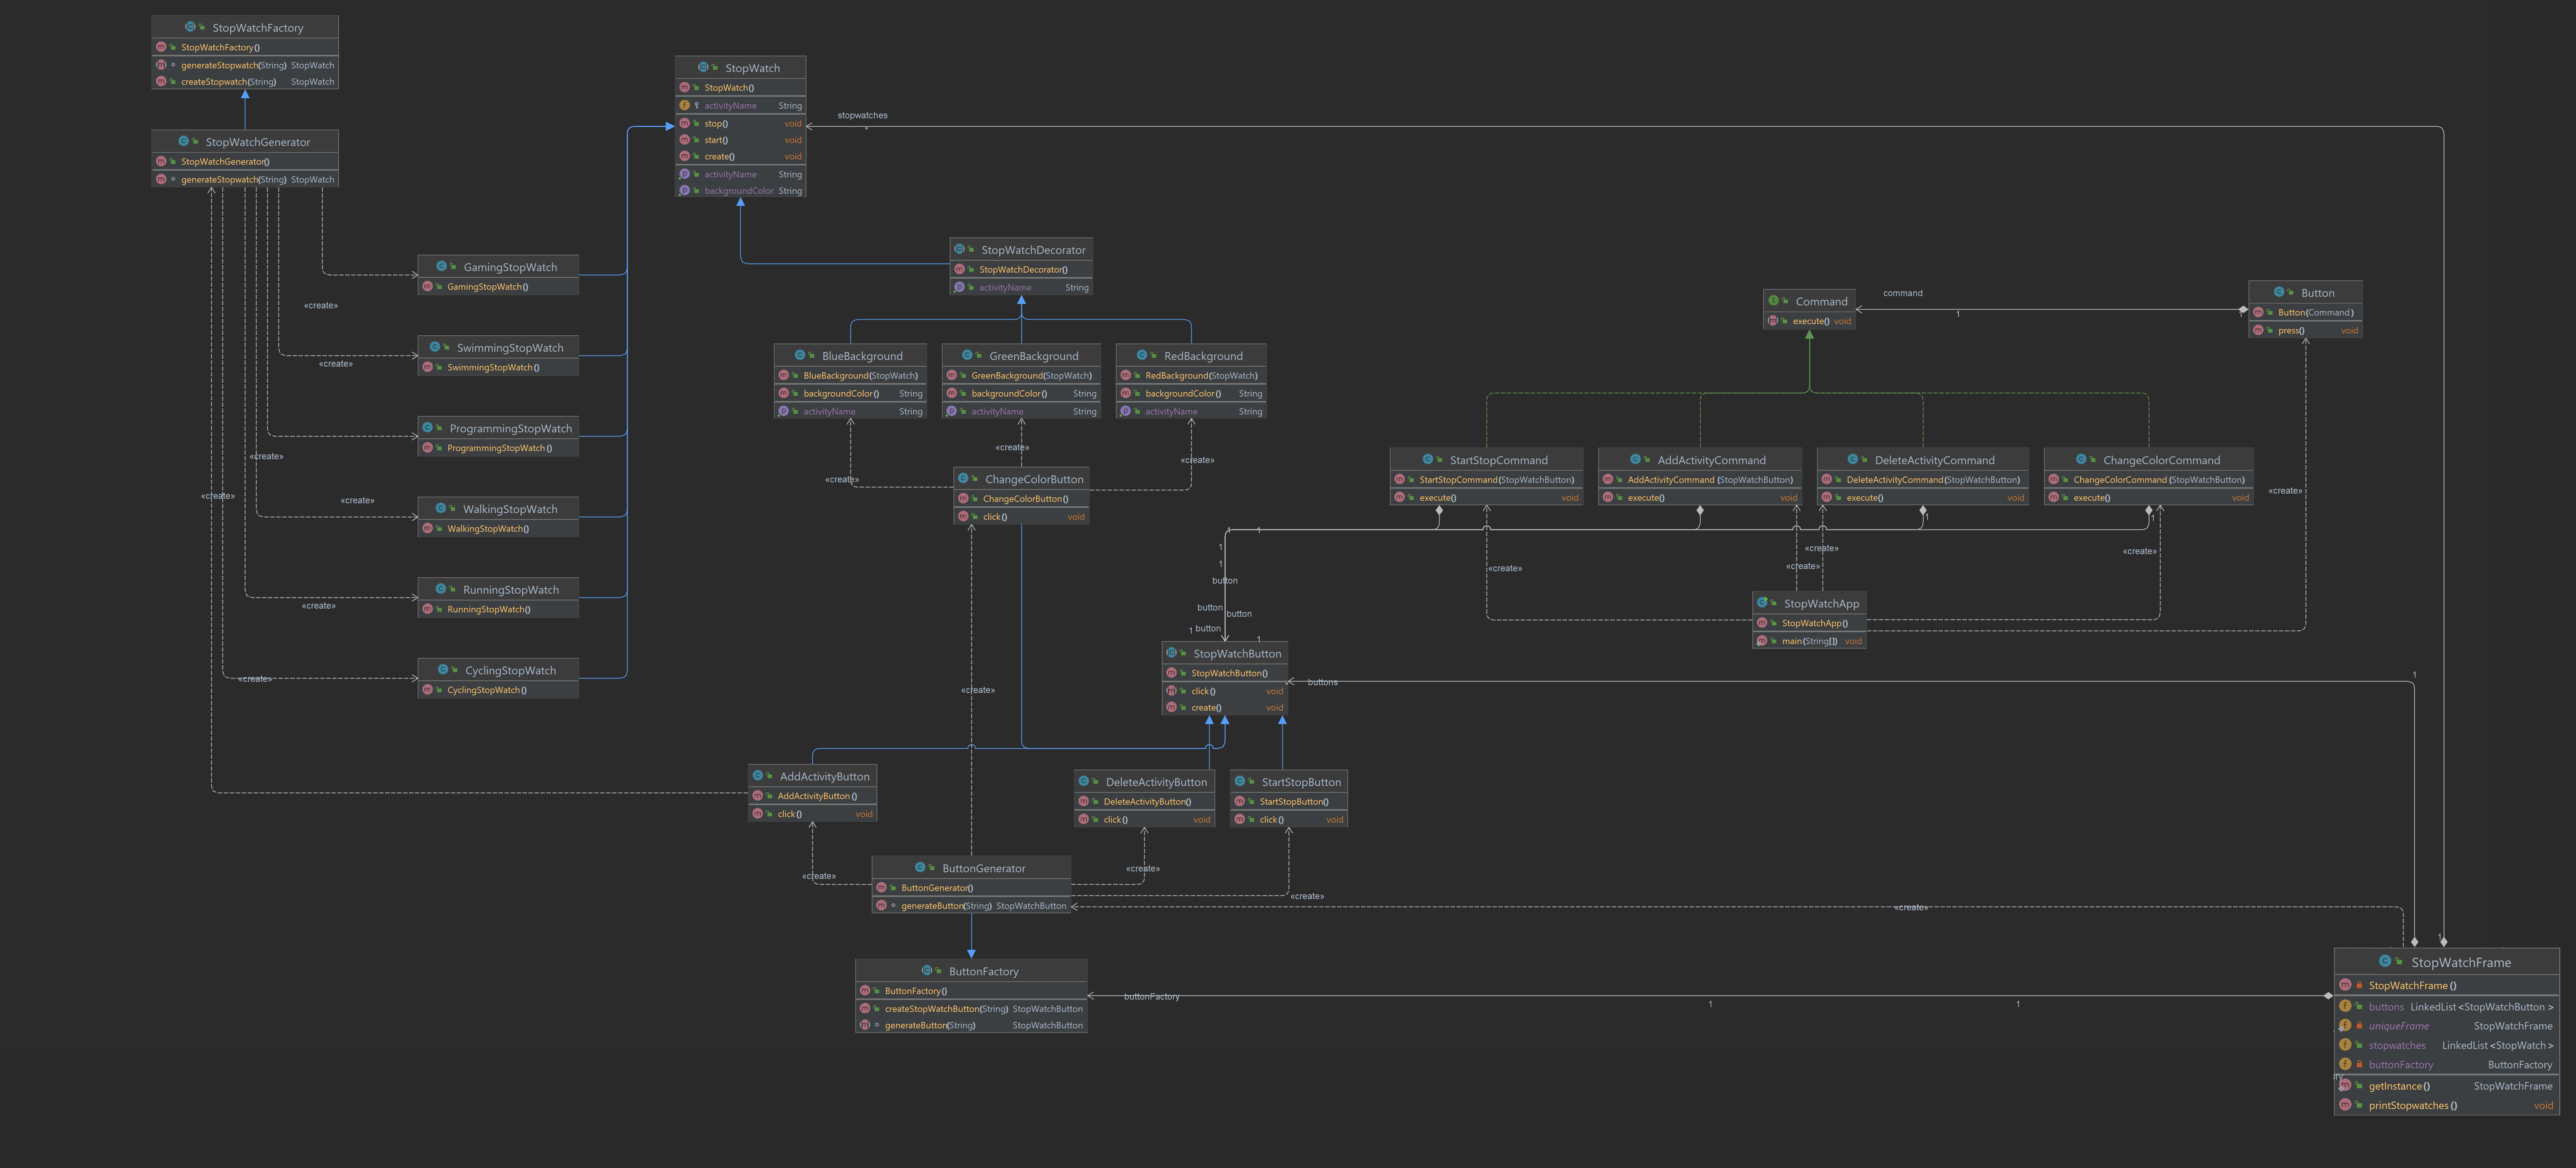 StopWatchFactory
StopWatchFactory()
generateStopwatch(String) StopWatch
createStopwatch(String) StopWatch
StopWatchGenerator
StopWatchGenerator()
generateStopwatch(String) StopWatch
StopWatch
StopWatch()
activityName String
stop() void
start() void
create() void
activityName String
backgroundColor String
stopwatches
*
StopWatchDecorator
StopWatchDecorator()
activityName String
GamingStopWatch
GamingStopWatch()
«create»
SwimmingStopWatch
SwimmingStopWatch()
«create»
ProgrammingStopWatch
ProgrammingStopWatch()
«create»
WalkingStopWatch
WalkingStopWatch()
«create»
«create»
RunningStopWatch
RunningStopWatch()
«create»
CyclingStopWatch
CyclingStopWatch()
«create»
BlueBackground
BlueBackground(StopWatch)
backgroundColor() String
activityName String
GreenBackground
GreenBackground(StopWatch)
backgroundColor() String
activityName String
RedBackground
RedBackground(StopWatch)
backgroundColor() String
activityName String
«create»
«create»
«create»
ChangeColorButton
ChangeColorButton()
click() void
Command
execute() void
command
1
1
Button
Button(Command)
press() void
StartStopCommand
StartStopCommand(StopWatchButton)
execute() void
AddActivityCommand
AddActivityCommand(StopWatchButton)
execute() void
DeleteActivityCommand
DeleteActivityCommand(StopWatchButton)
execute() void
ChangeColorCommand
ChangeColorCommand(StopWatchButton)
execute() void
1
1
1
1
1
1
«create»
«create»
«create»
«create»
«create»
button
button
button
1 button
1
StopWatchApp
StopWatchApp()
main(String[]) void
StopWatchButton
StopWatchButton()
click() void
create() void
buttons
1
«create»
AddActivityButton
AddActivityButton()
click() void
DeleteActivityButton
DeleteActivityButton()
click() void
StartStopButton
StartStopButton()
click() void
«create»
«create»
«create»
ButtonGenerator
ButtonGenerator()
generateButton(String) StopWatchButton
«create»
1
ButtonFactory
ButtonFactory()
createStopWatchButton(String) StopWatchButton
generateButton(String) StopWatchButton
buttonFactory
1
1
StopWatchFrame
StopWatchFrame()
buttons LinkedList<StopWatchButton>
uniqueFrame StopWatchFrame
stopwatches LinkedList<StopWatch>
buttonFactory ButtonFactory
getInstance() StopWatchFrame
printStopwatches() void